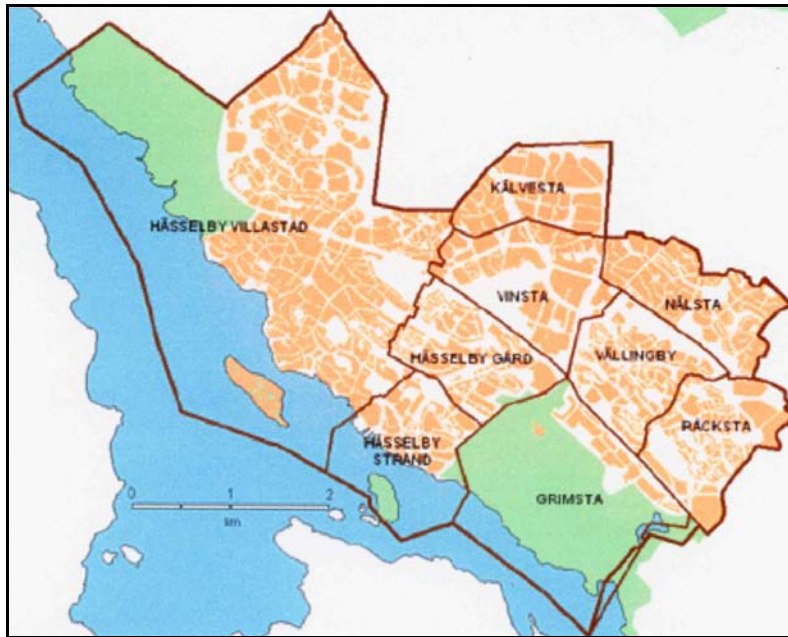 KÄLVESTA
HÄSSELBY VILLASTAD
VINSTA
NÄLSTA
HÄSSELBY GÅRD
VÄLLINGBY
RÅCKSTA
HÄSSELBY
STRAND
GRIMSTA
0 1 2
km